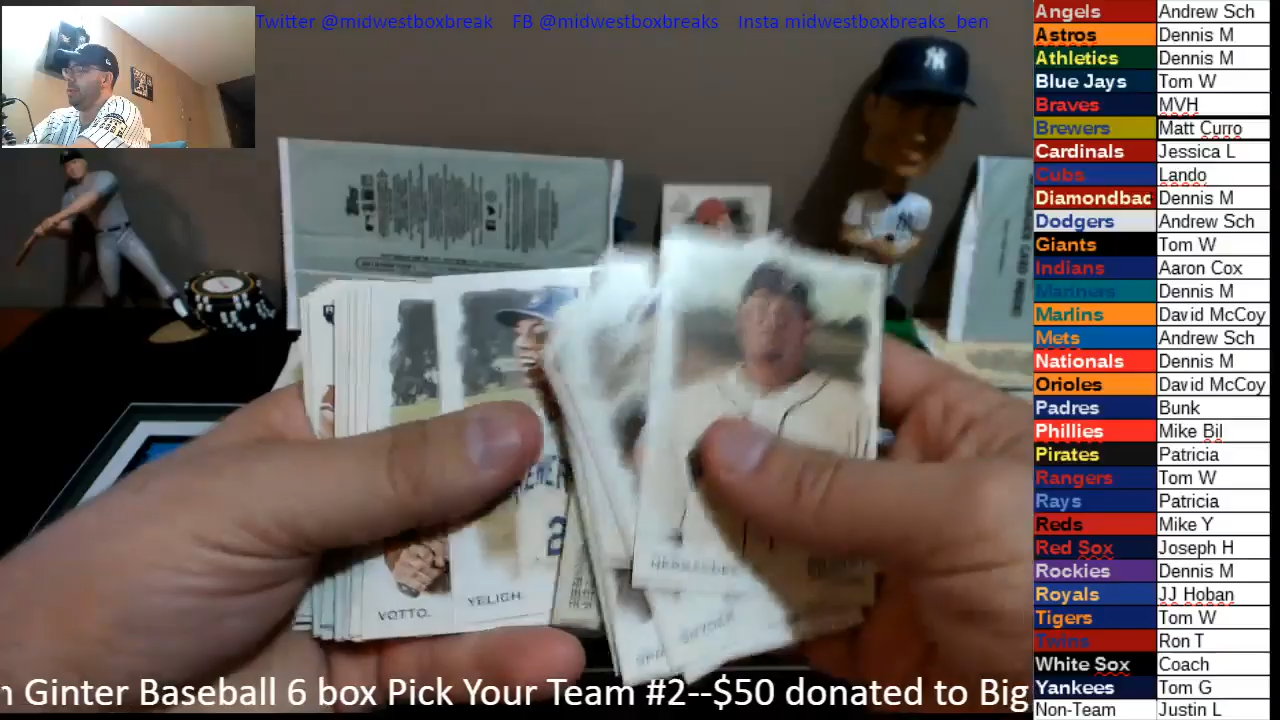 Twitter @midwestboxbreak FB @midwestboxbreaks Insta midwestboxbreaks_ben
Angels Andrew Sch
Astros Dennis M
Athletics Dennis M
Blue Jays Tom W
Braves MVH
Brewers Matt Curro
Cardinals Jessica L
Cubs Lando
Diamondbac Dennis M
Dodgers Andrew Sch
Giants Tom W
Indians Aaron Cox
Mariners Dennis M
Marlins David McCoy
Mets Andrew Sch
Nationals Dennis M
Orioles David McCoy
Padres Bunk
Phillies Mike Bil
Pirates Patricia
Rangers Tom W
Rays Patricia
Reds Mike Y
Red Sox Joseph H
Rockies Dennis M
Royals JJ Hoban
Tigers Tom W
Twins Ron T
White Sox Coach
Yankees Tom G
Non-Team Justin L
VOTTO
YELICH
2
n Ginter Baseball 6 box Pick Your Team #2--$50 donated to Big